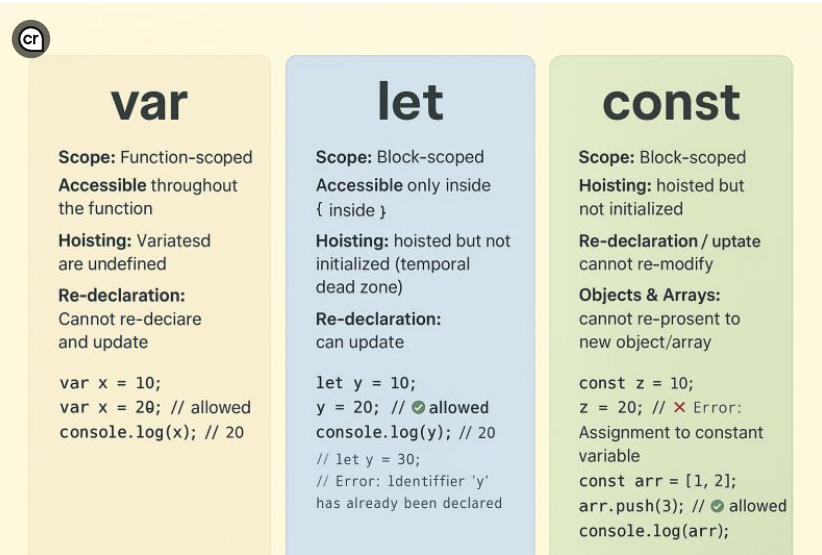 cr
var
Scope: Function-scoped
Accessible throughout
the function
Hoisting: Variatesd
are undefined
Re-declaration:
Cannot re-deciare
and update
var x = 10;
var x = 20; // allowed
console.log(x); // 20
let
Scope: Block-scoped
Accessible only inside
{ inside }
Hoisting: hoisted but not
initialized (temporal
dead zone)
Re-declaration:
can update
let y = 10;
y = 20; // ✅ allowed
console.log(y); // 20
// let y = 30;
// Error: ldentiffier 'y'
has already been declared
const
Scope: Block-scoped
Hoisting: hoisted but
not initialized
Re-declaration / uptate
cannot re-modify
Objects & Arrays:
cannot re-prosent to
new object/array
const z = 10;
z = 20; // ❌ Error:
Assignment to constant
variable
const arr = [1, 2];
arr.push(3); // ✅ allowed
console.log(arr);